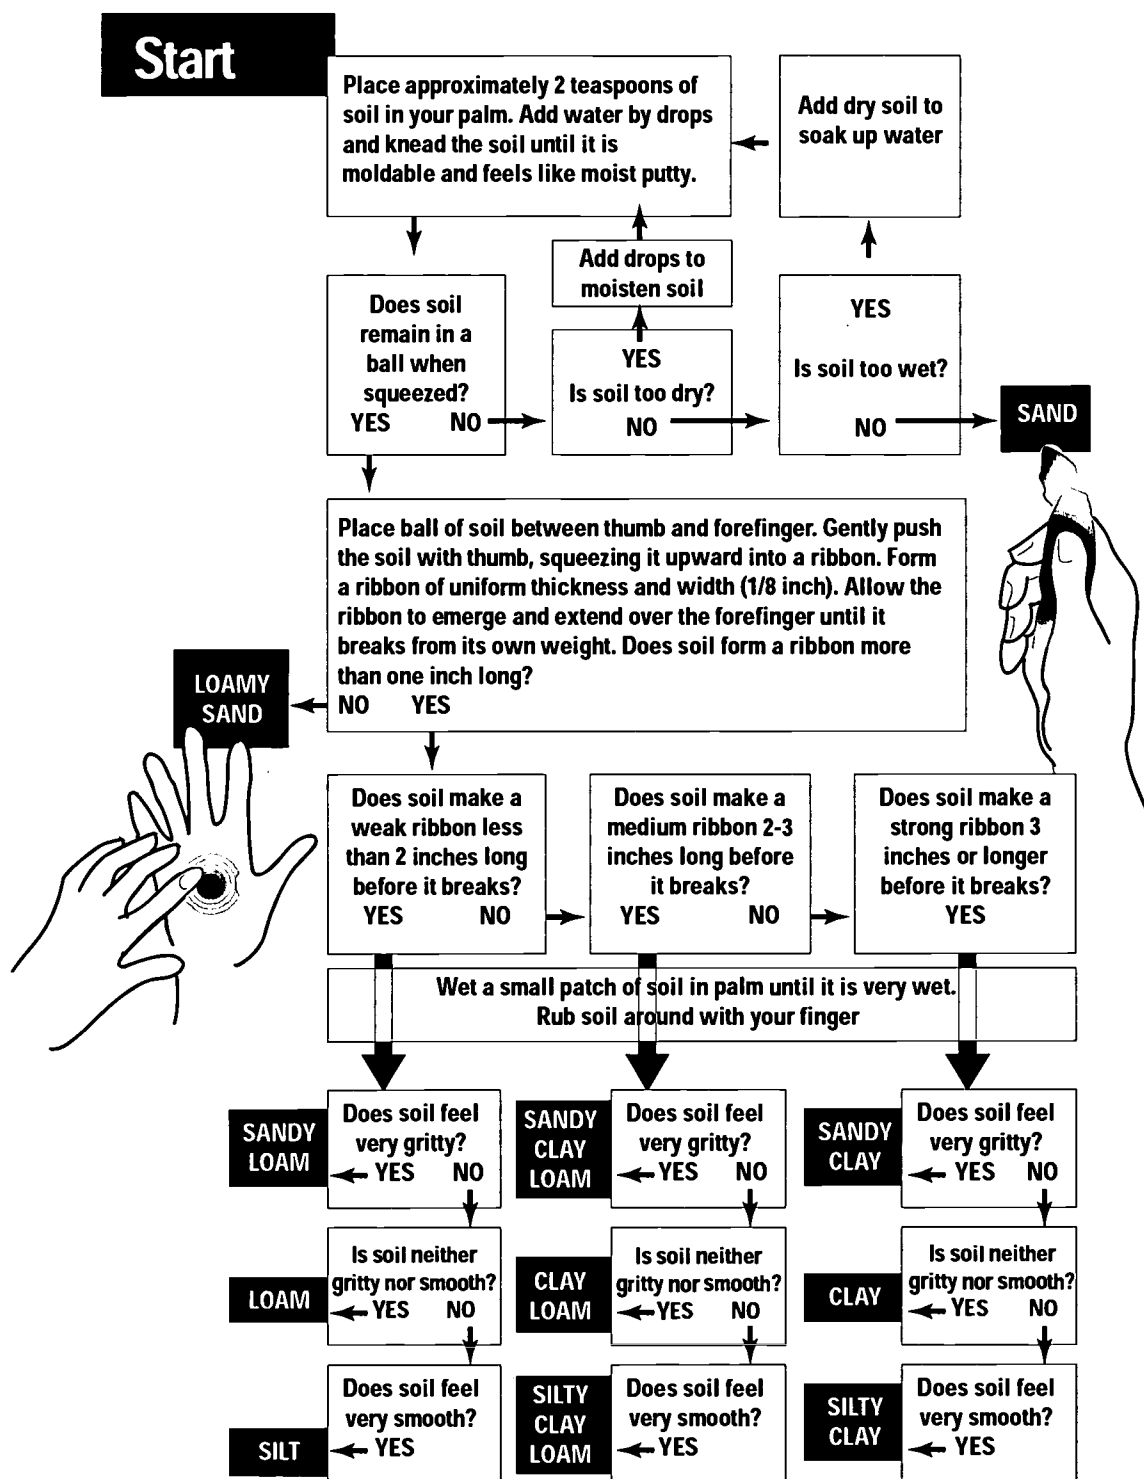 Start
Place approximately 2 teaspoons of
soil in your palm. Add water by drops
and knead the soil until it is
moldable and feels like moist putty.
Add dry soil to
soak up water
Add drops to
moisten soil
Does soil
remain in a
ball when
squeezed?
YES NO
YES
Is soil too dry?
NO
YES
Is soil too wet?
NO
SAND
Place ball of soil between thumb and forefinger. Gently push
the soil with thumb, squeezing it upward into a ribbon. Form
a ribbon of uniform thickness and width (1/8 inch). Allow the
ribbon to emerge and extend over the forefinger until it
breaks from its own weight. Does soil form a ribbon more
than one inch long?
NO YES
LOAMY
SAND
Does soil make a
weak ribbon less
than 2 inches long
before it breaks?
YES NO
Does soil make a
medium ribbon 2-3
inches long before
it breaks?
YES NO
Does soil make a
strong ribbon 3
inches or longer
before it breaks?
YES
Wet a small patch of soil in palm until it is very wet.
Rub soil around with your finger
SANDY
LOAM
Does soil feel
very gritty?
YES NO
SANDY
CLAY
LOAM
Does soil feel
very gritty?
YES NO
SANDY
CLAY
Does soil feel
very gritty?
YES NO
LOAM
Is soil neither
gritty nor smooth?
YES NO
CLAY
LOAM
Is soil neither
gritty nor smooth?
YES NO
CLAY
Is soil neither
gritty nor smooth?
YES NO
SILT
Does soil feel
very smooth?
YES
SILTY
CLAY
LOAM
Does soil feel
very smooth?
YES
SILTY
CLAY
Does soil feel
very smooth?
YES